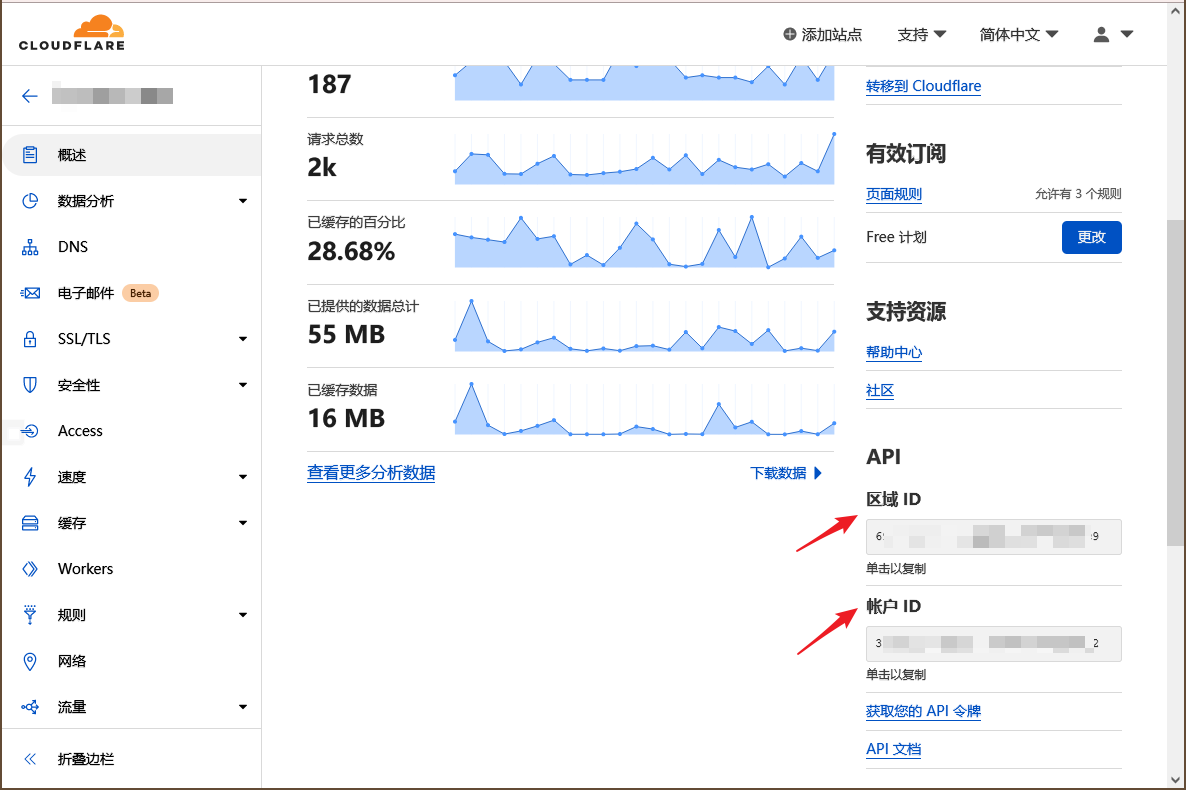 CLOUDFLARE
添加站点
支持
简体中文
概述
数据分析
DNS
电子邮件 Beta
SSL/TLS
安全性
Access
速度
缓存
Workers
规则
网络
流量
折叠边栏
187
请求总数
2k
已缓存的百分比
28.68%
已提供的数据总计
55 MB
已缓存数据
16 MB
查看更多分析数据
下载数据
转移到 Cloudflare
有效订阅
页面规则 允许有 3 个规则
Free 计划 更改
支持资源
帮助中心
社区
API
区域 ID
单击以复制
帐户 ID
单击以复制
获取您的 API 令牌
API 文档